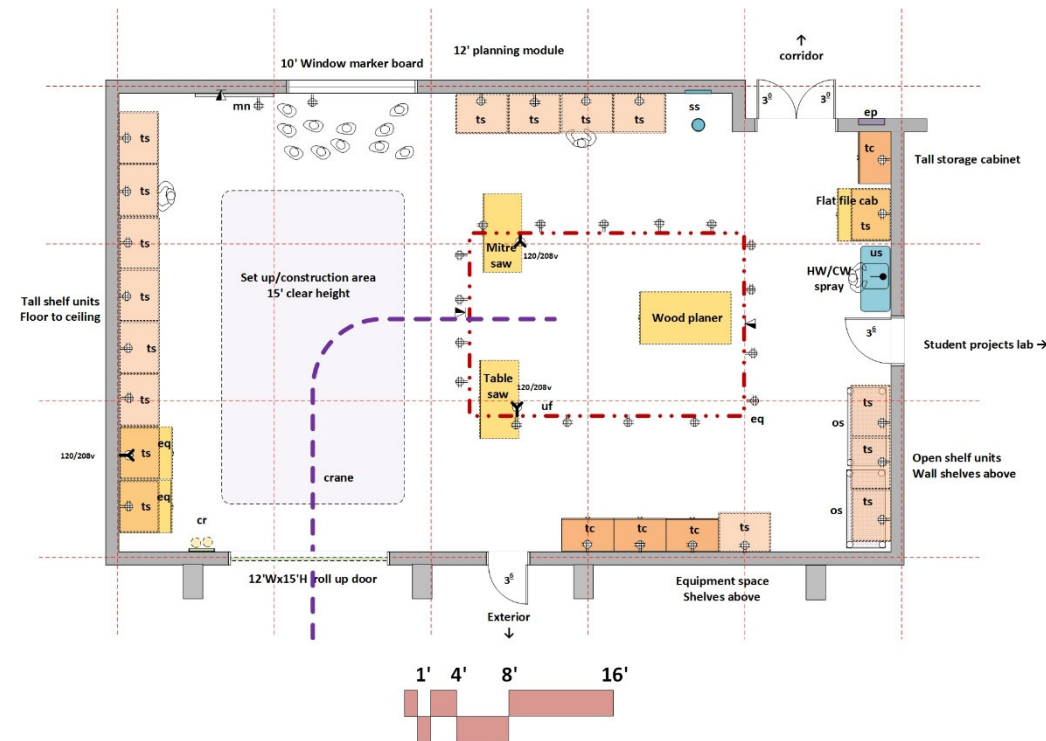 ↑
corridor
12' planning module
10' Window marker board
3⁰
3⁰
mn
ts
ts
ts
ts
ss
ep
tc
Tall storage cabinet
ts
ts
Flat file cab
ts
ts
us
Mitre
saw
120/208v
HW/CW
spray
Set up/construction area
15' clear height
Tall shelf units
Floor to ceiling
ts
Wood planer
3⁶
Student projects lab →
ts
Table
saw
120/208v
uf
eq
ts
ts
os
ts
eq
ts
120/208v
Open shelf units
Wall shelves above
crane
eq
ts
os
ts
cr
tc
tc
tc
ts
12'Wx15'H roll up door
3⁶
Equipment space
Shelves above
Exterior
↓
1' 4' 8' 16'